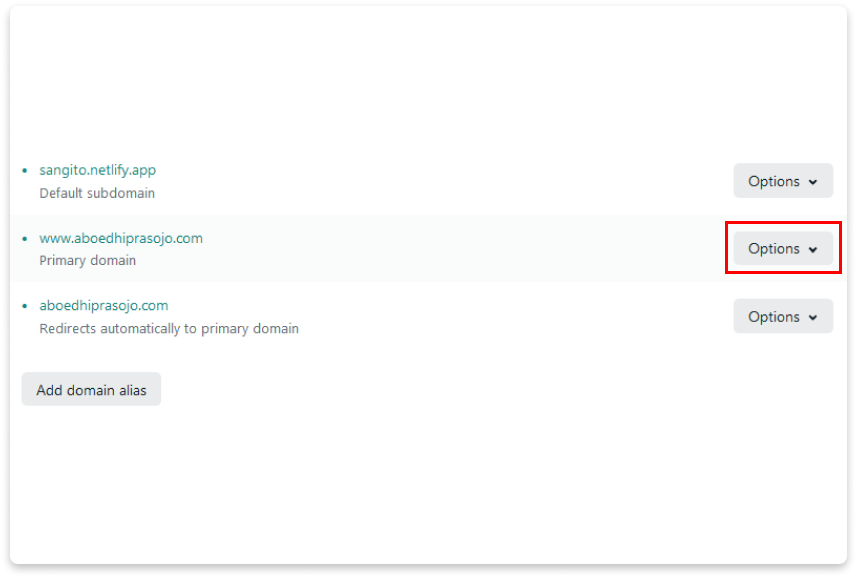 sangito.netlify.app
Default subdomain
Options
www.aboedhiprasojo.com
Primary domain
Options
aboedhiprasojo.com
Redirects automatically to primary domain
Options
Add domain alias